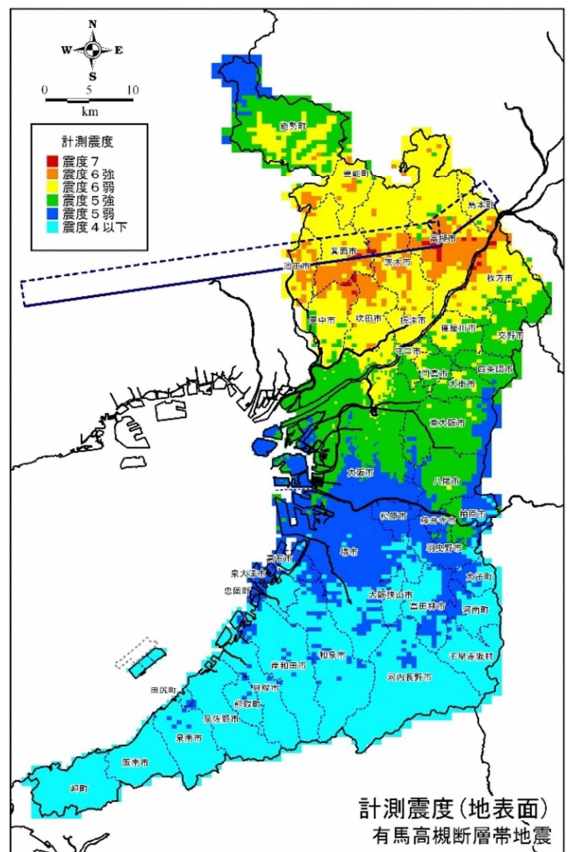 N
W
E
S
0 5 10
km
計測震度
震度 7
震度 6 強
震度 6 弱
震度 5 強
震度 5 弱
震度 4 以下
能勢町
豊能町
島本町
高槻市
箕面市
茨木市
池田市
枚方市
豊中市
吹田市
摂津市
寝屋川市
交野市
守口市
門真市
四条畷市
大東市
東大阪市
大阪市
八尾市
松原市
藤井寺市
柏原市
堺市
羽曳野市
高石市
泉大津市
太子町
忠岡町
大阪狭山市
富田林市
河南町
千早赤阪村
和泉市
岸和田市
河内長野市
貝塚市
田尻町
熊取町
泉佐野市
泉南市
阪南市
岬町
計測震度(地表面)
有馬高槻断層帯地震